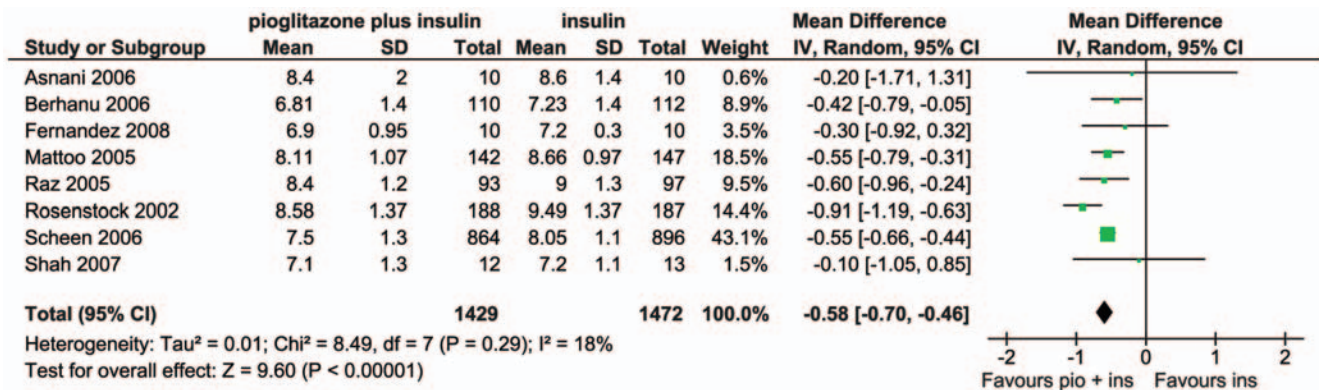 pioglitazone plus insulin insulin Mean Difference Mean Difference
Study or Subgroup Mean SD Total Mean SD Total Weight IV, Random, 95% CI IV, Random, 95% CI
Asnani 2006 8.4 2 10 8.6 1.4 10 0.6% -0.20 [-1.71, 1.31]
Berhanu 2006 6.81 1.4 110 7.23 1.4 112 8.9% -0.42 [-0.79, -0.05]
Fernandez 2008 6.9 0.95 10 7.2 0.3 10 3.5% -0.30 [-0.92, 0.32]
Mattoo 2005 8.11 1.07 142 8.66 0.97 147 18.5% -0.55 [-0.79, -0.31]
Raz 2005 8.4 1.2 93 9 1.3 97 9.5% -0.60 [-0.96, -0.24]
Rosenstock 2002 8.58 1.37 188 9.49 1.37 187 14.4% -0.91 [-1.19, -0.63]
Scheen 2006 7.5 1.3 864 8.05 1.1 896 43.1% -0.55 [-0.66, -0.44]
Shah 2007 7.1 1.3 12 7.2 1.1 13 1.5% -0.10 [-1.05, 0.85]
Total (95% CI) 1429 1472 100.0% -0.58 [-0.70, -0.46]
Heterogeneity: Tau² = 0.01; Chi² = 8.49, df = 7 (P = 0.29); I² = 18%
Test for overall effect: Z = 9.60 (P < 0.00001)
-2 -1 0 1 2
Favours pio + ins Favours ins